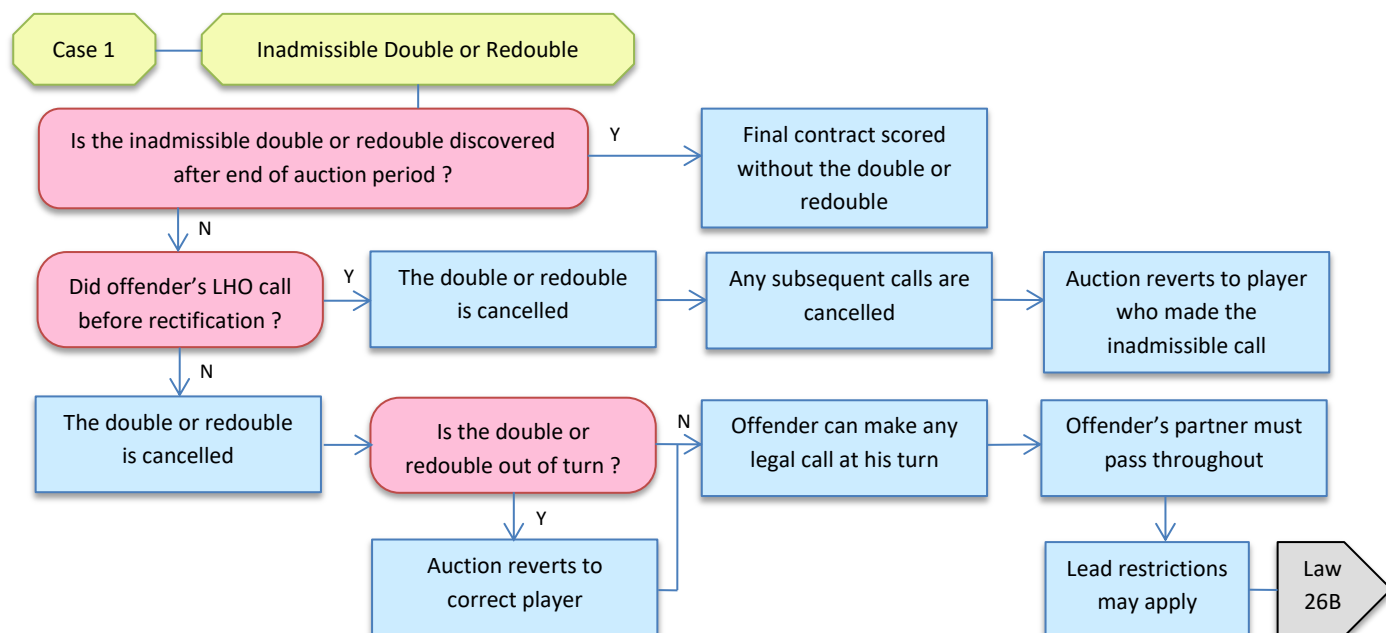 Case 1
Inadmissible Double or Redouble
Is the inadmissible double or redouble discovered
after end of auction period ?
Y
Final contract scored
without the double or
redouble
N
Did offender’s LHO call
before rectification ?
Y
The double or redouble
is cancelled
Any subsequent calls are
cancelled
Auction reverts to player
who made the
inadmissible call
N
The double or redouble
is cancelled
Is the double or
redouble out of turn ?
N
Offender can make any
legal call at his turn
Offender’s partner must
pass throughout
Y
Auction reverts to
correct player
Lead restrictions
may apply
Law
26B